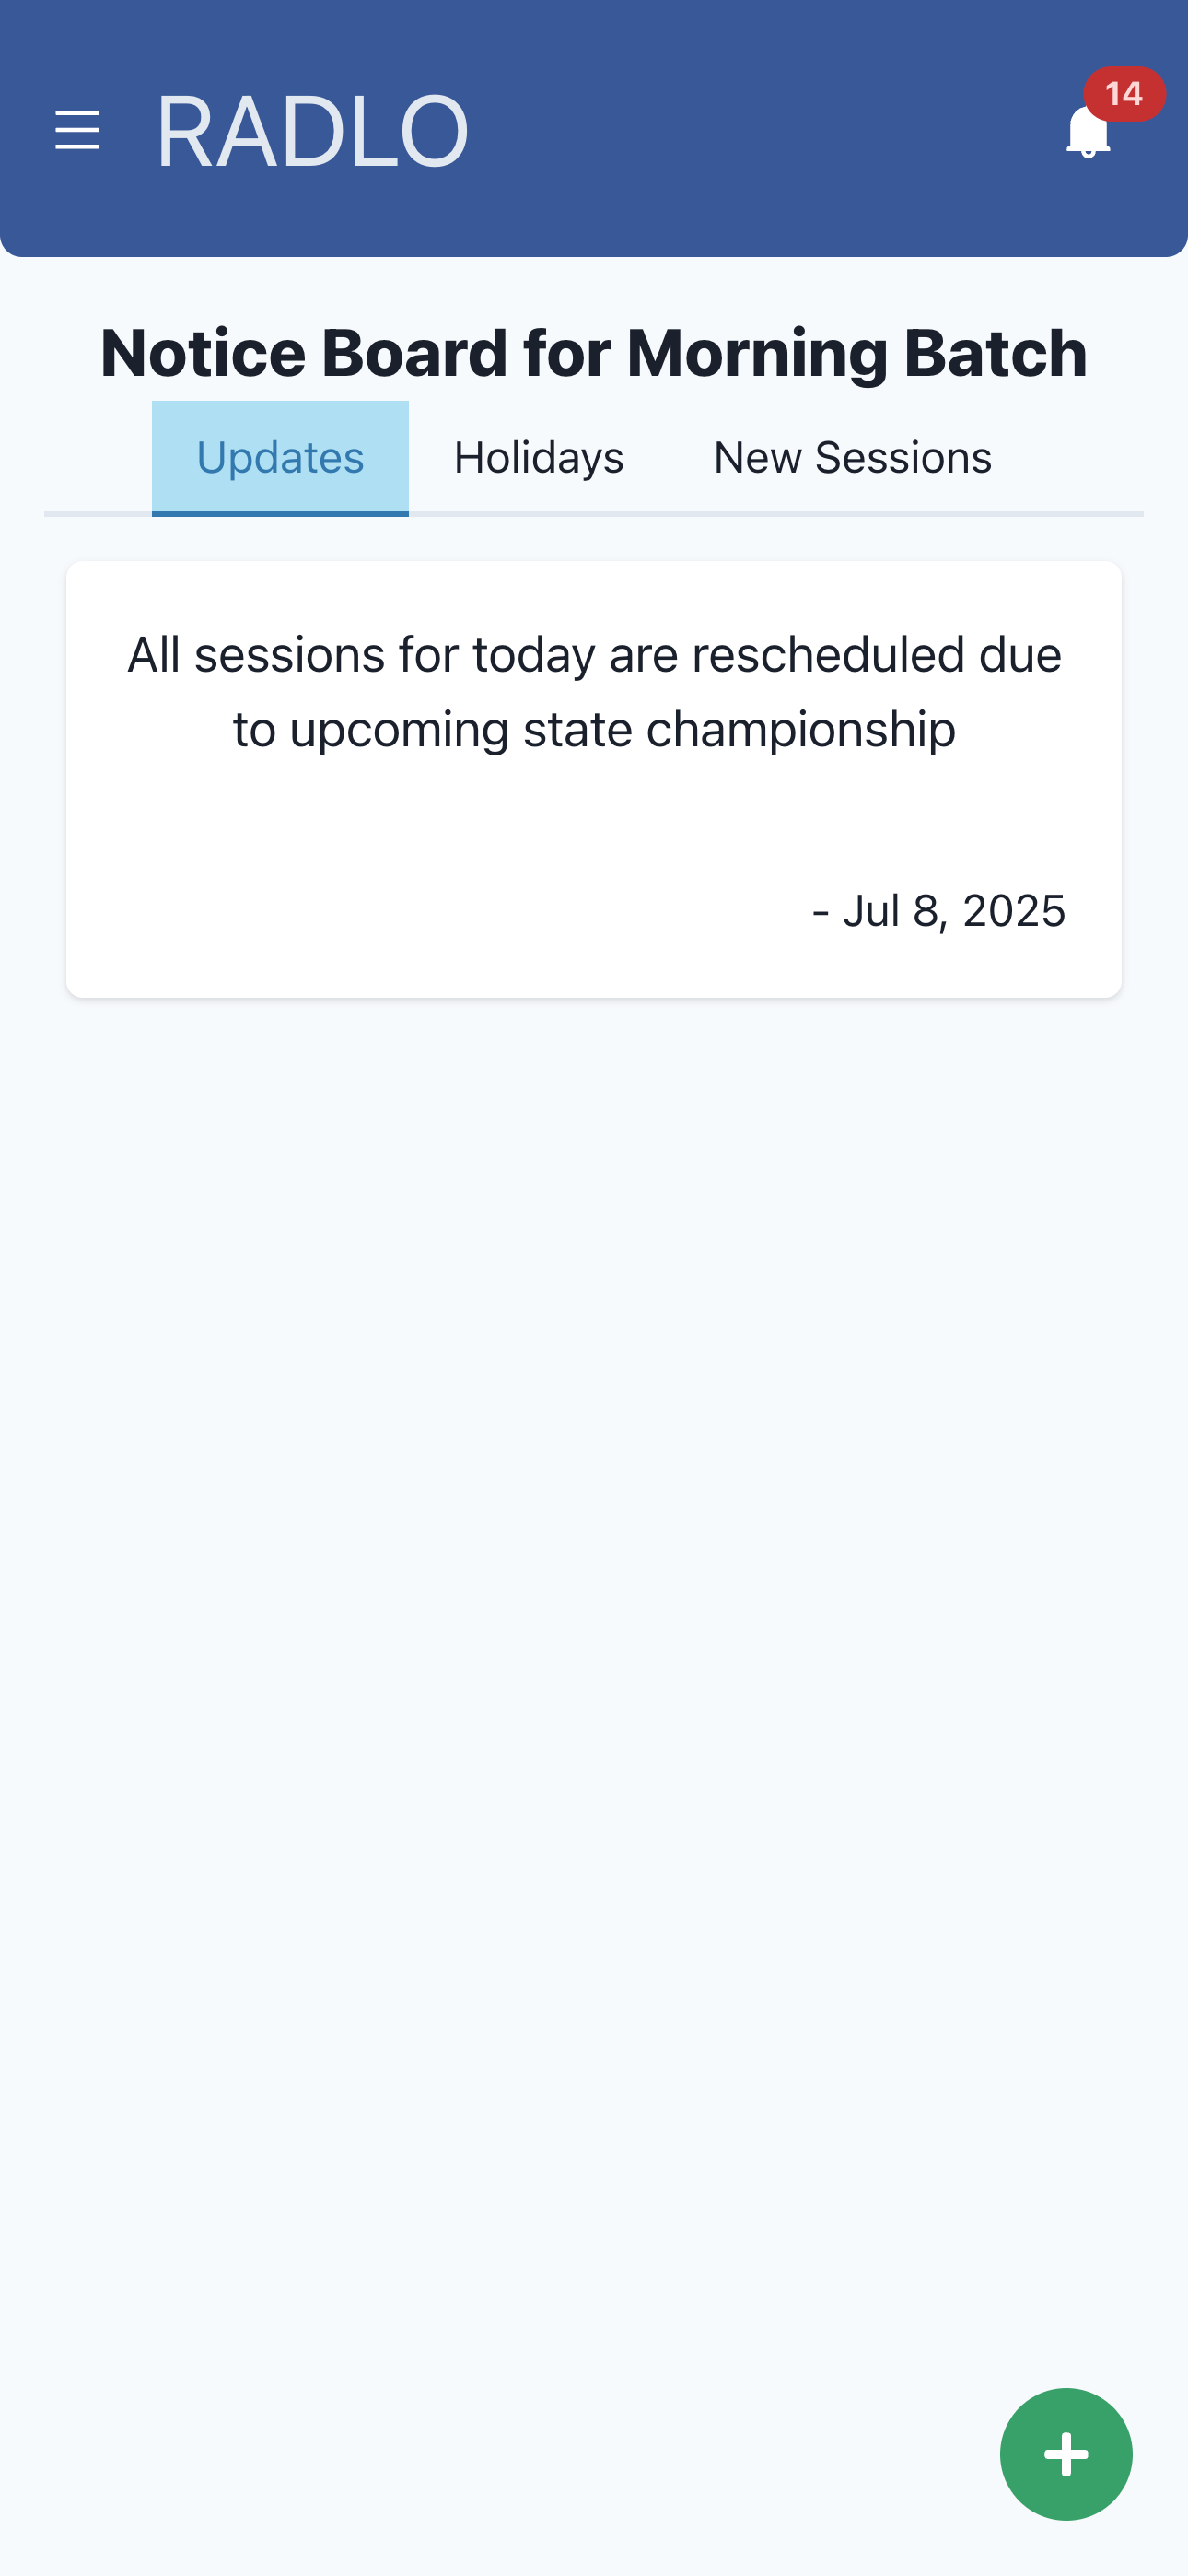 RADLO
14
Notice Board for Morning Batch
Updates
Holidays
New Sessions
All sessions for today are rescheduled due
to upcoming state championship
- Jul 8, 2025